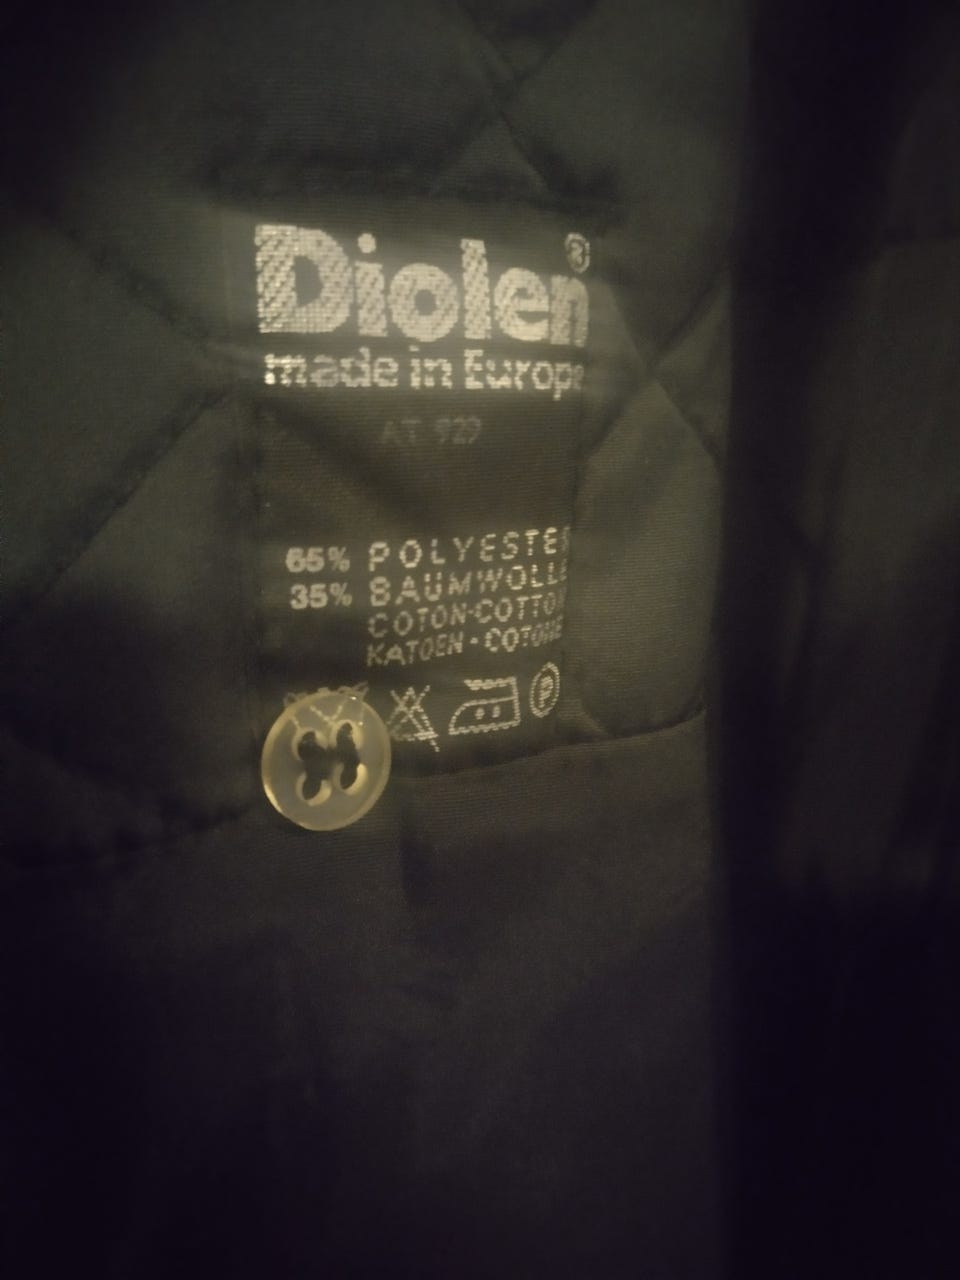 Diolen®
made in Europe
AT 929
65% POLYESTER
35% BAUMWOLLE
COTON-COTTON
KATOEN - COTONE
P